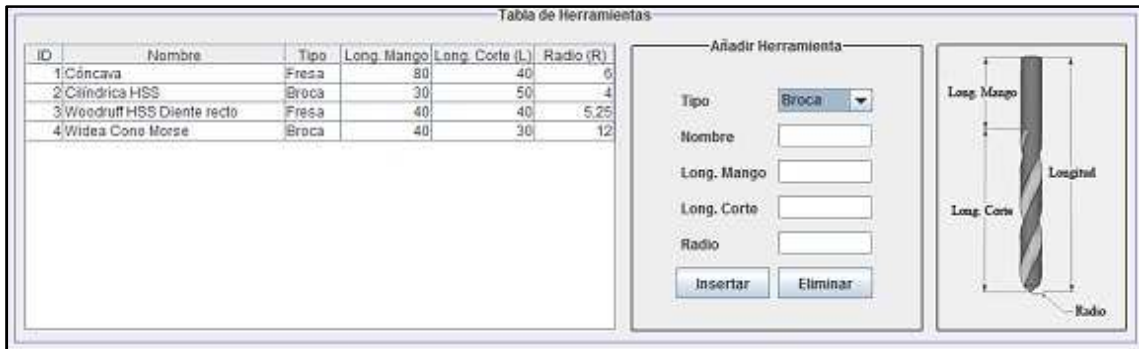 Tabla de Herramientas
ID Nombre Tipo Long. Mango Long. Corte (L) Radio (R)
1 Cóncava Fresa 80 40 6
2 Cilíndrica HSS Broca 30 50 4
3 Woodruff HSS Diente recto Fresa 40 40 5,25
4 Widea Cono Morse Broca 40 30 12
Añadir Herramienta
Tipo Broca
Nombre
Long. Mango
Long. Corte
Radio
Insertar Eliminar
Long. Mango
Longitud
Long. Corte
Radio